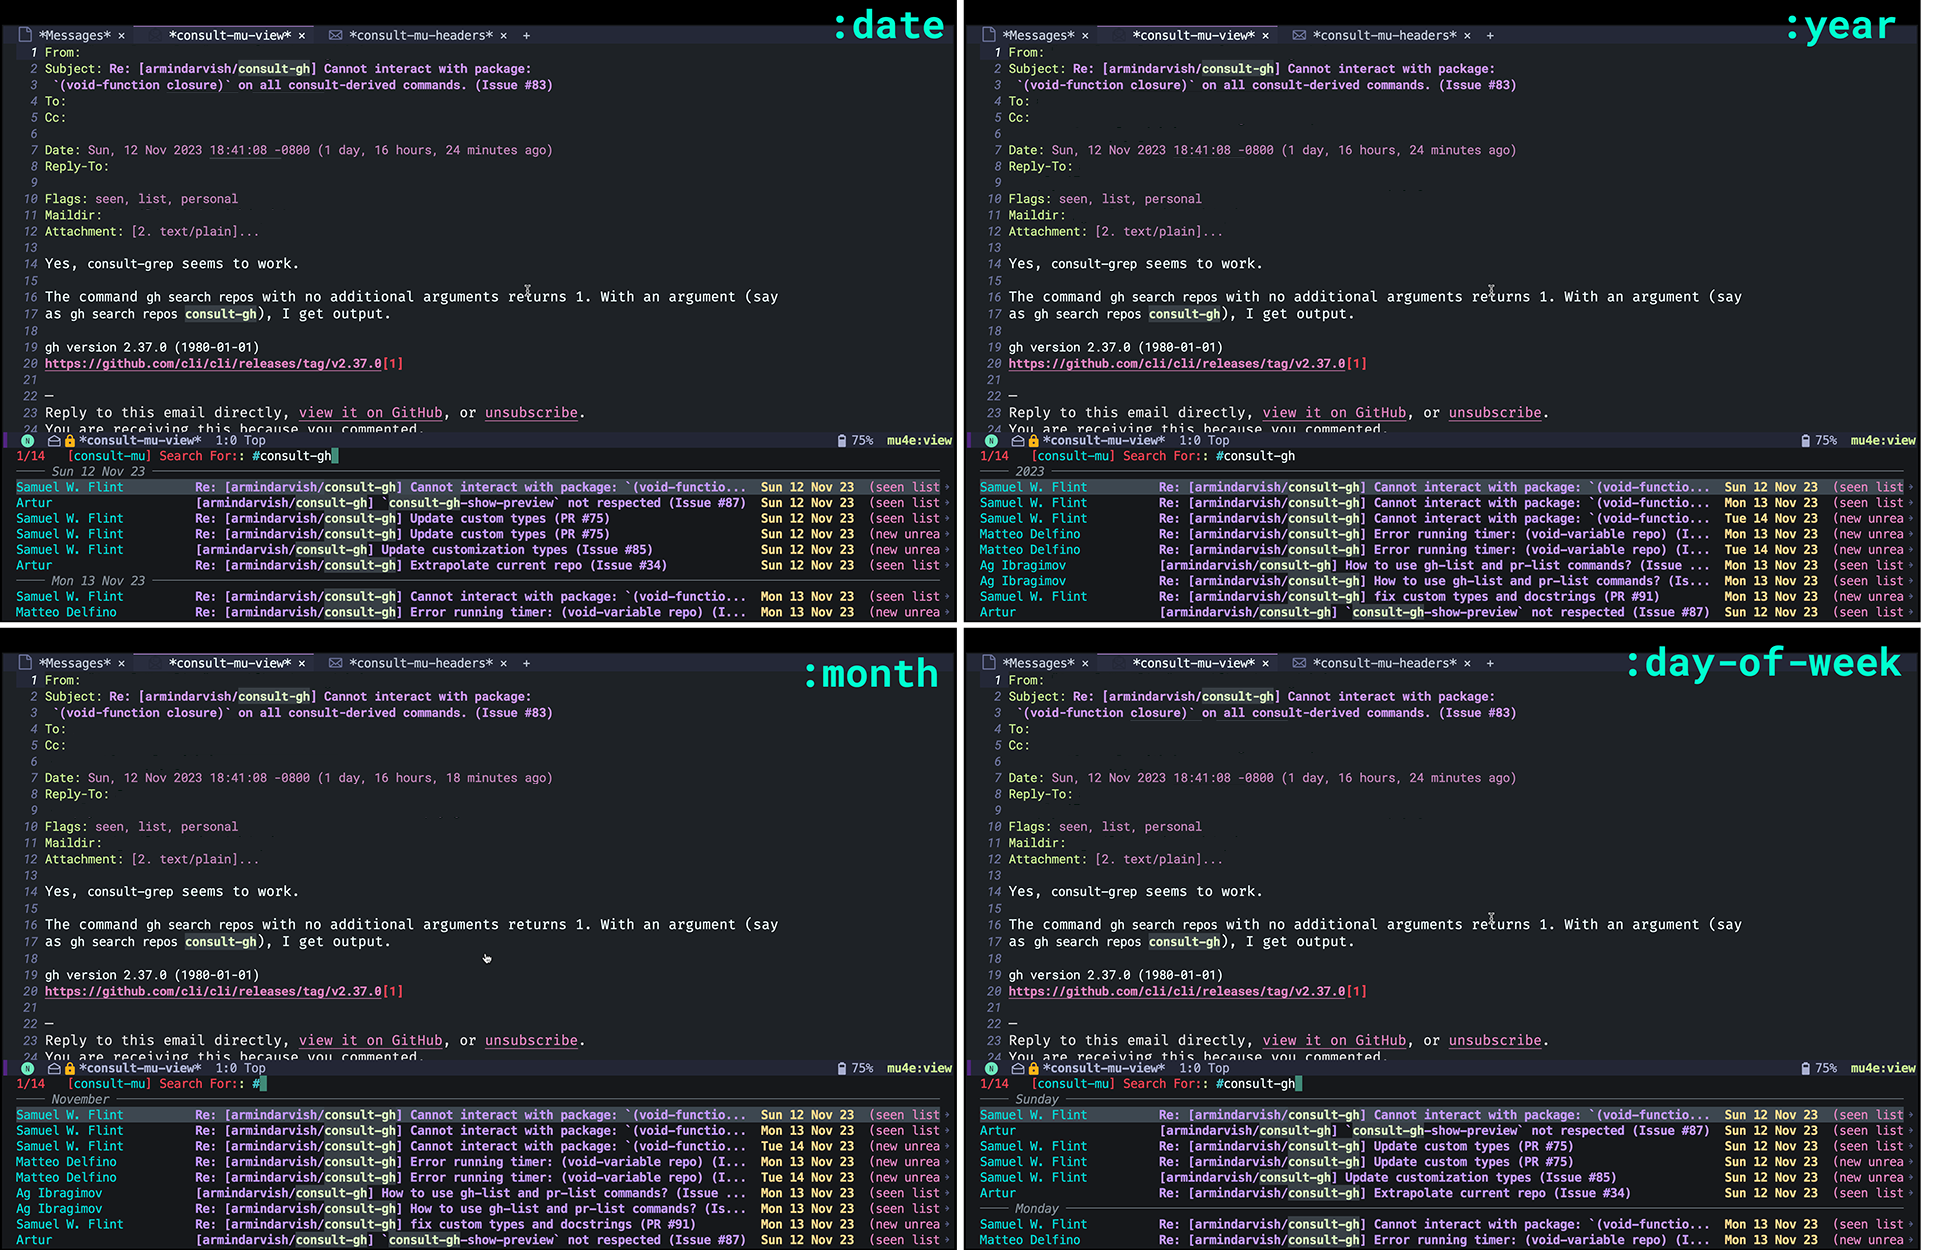 :date
*Messages* × *consult-mu-view* × *consult-mu-headers* × +
1 From:
2 Subject: Re: [armindarvish/consult-gh] Cannot interact with package:
3 `(void-function closure)` on all consult-derived commands. (Issue #83)
4 To:
5 Cc:
6
7 Date: Sun, 12 Nov 2023 18:41:08 -0800 (1 day, 16 hours, 24 minutes ago)
8 Reply-To:
9
10 Flags: seen, list, personal
11 Maildir:
12 Attachment: [2. text/plain]...
13
14 Yes, consult-grep seems to work.
15
16 The command gh search repos with no additional arguments returns 1. With an argument (say
17 as gh search repos consult-gh), I get output.
18
19 gh version 2.37.0 (1980-01-01)
20 https://github.com/cli/cli/releases/tag/v2.37.0[1]
21
22 —
23 Reply to this email directly, view it on GitHub, or unsubscribe.
24 You are receiving this because you commented.
N *consult-mu-view* 1:0 Top 75% mu4e:view
1/14 [consult-mu] Search For:: #consult-gh
Sun 12 Nov 23
Samuel W. Flint Re: [armindarvish/consult-gh] Cannot interact with package: `(void-functio... Sun 12 Nov 23 (seen list
Artur [armindarvish/consult-gh] `consult-gh-show-preview` not respected (Issue #87) Sun 12 Nov 23 (seen list
Samuel W. Flint Re: [armindarvish/consult-gh] Update custom types (PR #75) Sun 12 Nov 23 (seen list
Samuel W. Flint Re: [armindarvish/consult-gh] Update custom types (PR #75) Sun 12 Nov 23 (new unrea
Samuel W. Flint [armindarvish/consult-gh] Update customization types (Issue #85) Sun 12 Nov 23 (new unrea
Artur Re: [armindarvish/consult-gh] Extrapolate current repo (Issue #34) Sun 12 Nov 23 (seen list
Mon 13 Nov 23
Samuel W. Flint Re: [armindarvish/consult-gh] Cannot interact with package: `(void-functio... Mon 13 Nov 23 (seen list
Matteo Delfino Re: [armindarvish/consult-gh] Error running timer: (void-variable repo) (I... Mon 13 Nov 23 (new unrea
:year
*Messages* × *consult-mu-view* × *consult-mu-headers* × +
1 From:
2 Subject: Re: [armindarvish/consult-gh] Cannot interact with package:
3 `(void-function closure)` on all consult-derived commands. (Issue #83)
4 To:
5 Cc:
6
7 Date: Sun, 12 Nov 2023 18:41:08 -0800 (1 day, 16 hours, 24 minutes ago)
8 Reply-To:
9
10 Flags: seen, list, personal
11 Maildir:
12 Attachment: [2. text/plain]...
13
14 Yes, consult-grep seems to work.
15
16 The command gh search repos with no additional arguments returns 1. With an argument (say
17 as gh search repos consult-gh), I get output.
18
19 gh version 2.37.0 (1980-01-01)
20 https://github.com/cli/cli/releases/tag/v2.37.0[1]
21
22 —
23 Reply to this email directly, view it on GitHub, or unsubscribe.
24 You are receiving this because you commented.
N *consult-mu-view* 1:0 Top 75% mu4e:view
1/14 [consult-mu] Search For:: #consult-gh
2023
Samuel W. Flint Re: [armindarvish/consult-gh] Cannot interact with package: `(void-functio... Sun 12 Nov 23 (seen list
Samuel W. Flint Re: [armindarvish/consult-gh] Cannot interact with package: `(void-functio... Mon 13 Nov 23 (seen list
Samuel W. Flint Re: [armindarvish/consult-gh] Cannot interact with package: `(void-functio... Tue 14 Nov 23 (new unrea
Matteo Delfino Re: [armindarvish/consult-gh] Error running timer: (void-variable repo) (I... Mon 13 Nov 23 (new unrea
Matteo Delfino Re: [armindarvish/consult-gh] Error running timer: (void-variable repo) (I... Tue 14 Nov 23 (new unrea
Ag Ibragimov [armindarvish/consult-gh] How to use gh-list and pr-list commands? (Issue ... Mon 13 Nov 23 (seen list
Ag Ibragimov Re: [armindarvish/consult-gh] How to use gh-list and pr-list commands? (Is... Mon 13 Nov 23 (seen list
Samuel W. Flint Re: [armindarvish/consult-gh] fix custom types and docstrings (PR #91) Mon 13 Nov 23 (new unrea
Artur [armindarvish/consult-gh] `consult-gh-show-preview` not respected (Issue #87) Sun 12 Nov 23 (seen list
:month
*Messages* × *consult-mu-view* × *consult-mu-headers* × +
1 From:
2 Subject: Re: [armindarvish/consult-gh] Cannot interact with package:
3 `(void-function closure)` on all consult-derived commands. (Issue #83)
4 To:
5 Cc:
6
7 Date: Sun, 12 Nov 2023 18:41:08 -0800 (1 day, 16 hours, 18 minutes ago)
8 Reply-To:
9
10 Flags: seen, list, personal
11 Maildir:
12 Attachment: [2. text/plain]...
13
14 Yes, consult-grep seems to work.
15
16 The command gh search repos with no additional arguments returns 1. With an argument (say
17 as gh search repos consult-gh), I get output.
18
19 gh version 2.37.0 (1980-01-01)
20 https://github.com/cli/cli/releases/tag/v2.37.0[1]
21
22 —
23 Reply to this email directly, view it on GitHub, or unsubscribe.
24 You are receiving this because you commented.
N *consult-mu-view* 1:0 Top 75% mu4e:view
1/14 [consult-mu] Search For:: #
November
Samuel W. Flint Re: [armindarvish/consult-gh] Cannot interact with package: `(void-functio... Sun 12 Nov 23 (seen list
Samuel W. Flint Re: [armindarvish/consult-gh] Cannot interact with package: `(void-functio... Mon 13 Nov 23 (seen list
Samuel W. Flint Re: [armindarvish/consult-gh] Cannot interact with package: `(void-functio... Tue 14 Nov 23 (new unrea
Matteo Delfino Re: [armindarvish/consult-gh] Error running timer: (void-variable repo) (I... Mon 13 Nov 23 (new unrea
Matteo Delfino Re: [armindarvish/consult-gh] Error running timer: (void-variable repo) (I... Tue 14 Nov 23 (new unrea
Ag Ibragimov [armindarvish/consult-gh] How to use gh-list and pr-list commands? (Issue ... Mon 13 Nov 23 (seen list
Ag Ibragimov Re: [armindarvish/consult-gh] How to use gh-list and pr-list commands? (Is... Mon 13 Nov 23 (seen list
Samuel W. Flint Re: [armindarvish/consult-gh] fix custom types and docstrings (PR #91) Mon 13 Nov 23 (new unrea
Artur [armindarvish/consult-gh] `consult-gh-show-preview` not respected (Issue #87) Sun 12 Nov 23 (seen list
:day-of-week
*Messages* × *consult-mu-view* × *consult-mu-headers* × +
1 From:
2 Subject: Re: [armindarvish/consult-gh] Cannot interact with package:
3 `(void-function closure)` on all consult-derived commands. (Issue #83)
4 To:
5 Cc:
6
7 Date: Sun, 12 Nov 2023 18:41:08 -0800 (1 day, 16 hours, 24 minutes ago)
8 Reply-To:
9
10 Flags: seen, list, personal
11 Maildir:
12 Attachment: [2. text/plain]...
13
14 Yes, consult-grep seems to work.
15
16 The command gh search repos with no additional arguments returns 1. With an argument (say
17 as gh search repos consult-gh), I get output.
18
19 gh version 2.37.0 (1980-01-01)
20 https://github.com/cli/cli/releases/tag/v2.37.0[1]
21
22 —
23 Reply to this email directly, view it on GitHub, or unsubscribe.
24 You are receiving this because you commented.
N *consult-mu-view* 1:0 Top 75% mu4e:view
1/14 [consult-mu] Search For:: #consult-gh
Sunday
Samuel W. Flint Re: [armindarvish/consult-gh] Cannot interact with package: `(void-functio... Sun 12 Nov 23 (seen list
Artur [armindarvish/consult-gh] `consult-gh-show-preview` not respected (Issue #87) Sun 12 Nov 23 (seen list
Samuel W. Flint Re: [armindarvish/consult-gh] Update custom types (PR #75) Sun 12 Nov 23 (seen list
Samuel W. Flint Re: [armindarvish/consult-gh] Update custom types (PR #75) Sun 12 Nov 23 (new unrea
Samuel W. Flint [armindarvish/consult-gh] Update customization types (Issue #85) Sun 12 Nov 23 (seen list
Artur Re: [armindarvish/consult-gh] Extrapolate current repo (Issue #34) Sun 12 Nov 23 (seen list
Monday
Samuel W. Flint Re: [armindarvish/consult-gh] Cannot interact with package: `(void-functio... Mon 13 Nov 23 (seen list
Matteo Delfino Re: [armindarvish/consult-gh] Error running timer: (void-variable repo) (I... Mon 13 Nov 23 (new unrea